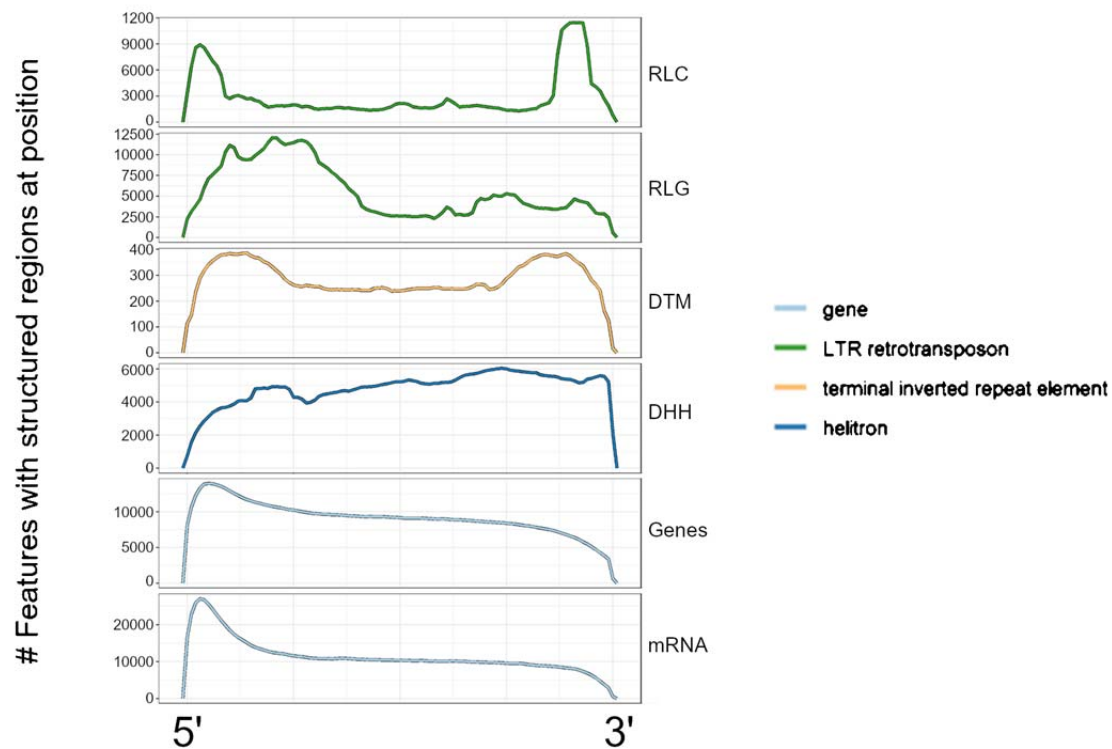 # Features with structured regions at position
1200
9000
6000
3000
0
RLC
12500
10000
7500
5000
2500
0
RLG
400
300
200
100
0
DTM
6000
4000
2000
0
DHH
10000
5000
0
Genes
20000
10000
0
mRNA
5'
3'
gene
LTR retrotransposon
terminal inverted repeat element
helitron